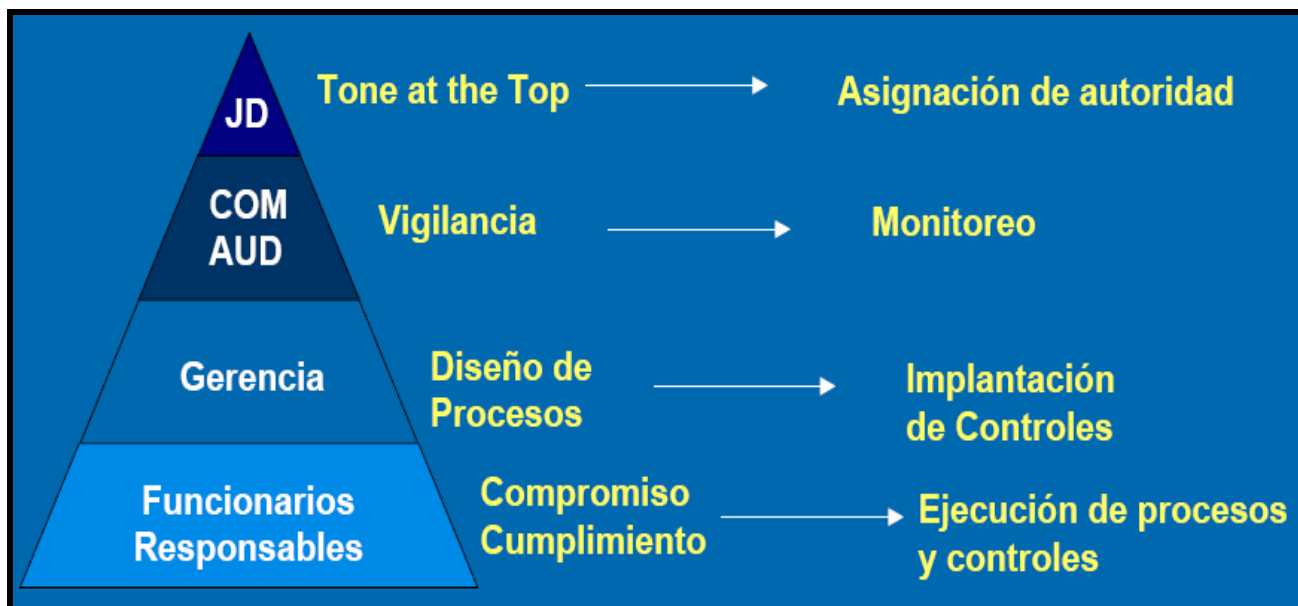 JD
Tone at the Top
Asignación de autoridad
COM
AUD
Vigilancia
Monitoreo
Gerencia
Diseño de
Procesos
Implantación
de Controles
Funcionarios
Responsables
Compromiso
Cumplimiento
Ejecución de procesos
y controles